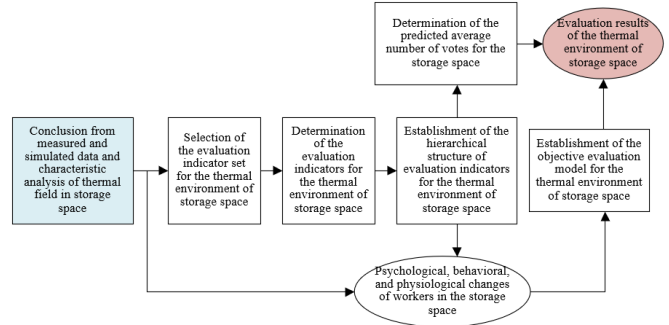 Determination of the
predicted average
number of votes for the
storage space
Evaluation results
of the thermal
environment of
storage space
Conclusion from
measured and
simulated data and
characteristic
analysis of thermal
field in storage
space
Selection of
the evaluation
indicator set
for the thermal
environment of
storage space
Determination
of the
evaluation
indicators for
the thermal
environment of
storage space
Establishment of the
hierarchical
structure of
evaluation indicators
for the thermal
environment of
storage space
Establishment of the
objective evaluation
model for the
thermal environment
of storage space
Psychological, behavioral,
and physiological changes
of workers in the storage
space